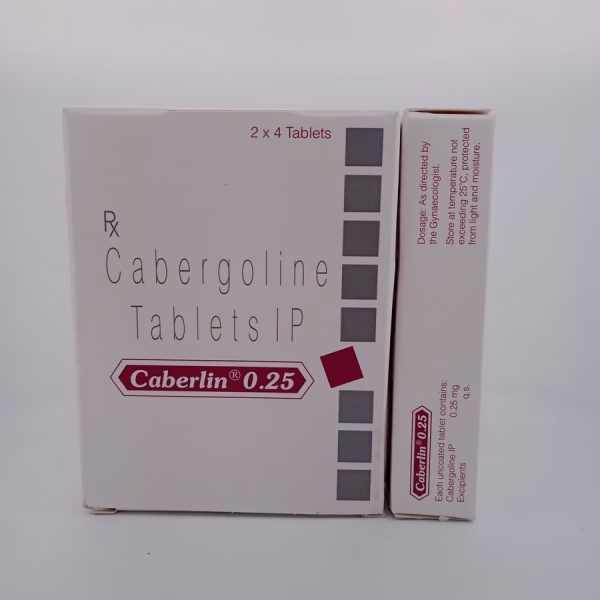 2 x 4 Tablets
Rx
Cabergoline
Tablets IP
Caberlin® 0.25
Dosage: As directed by
the Gynaecologist.
Store at temperature not
exceeding 25°C, protected
from light and moisture.
Caberlin® 0.25
Each uncoated tablet contains:
Cabergoline IP 0.25 mg
Excipients q.s.